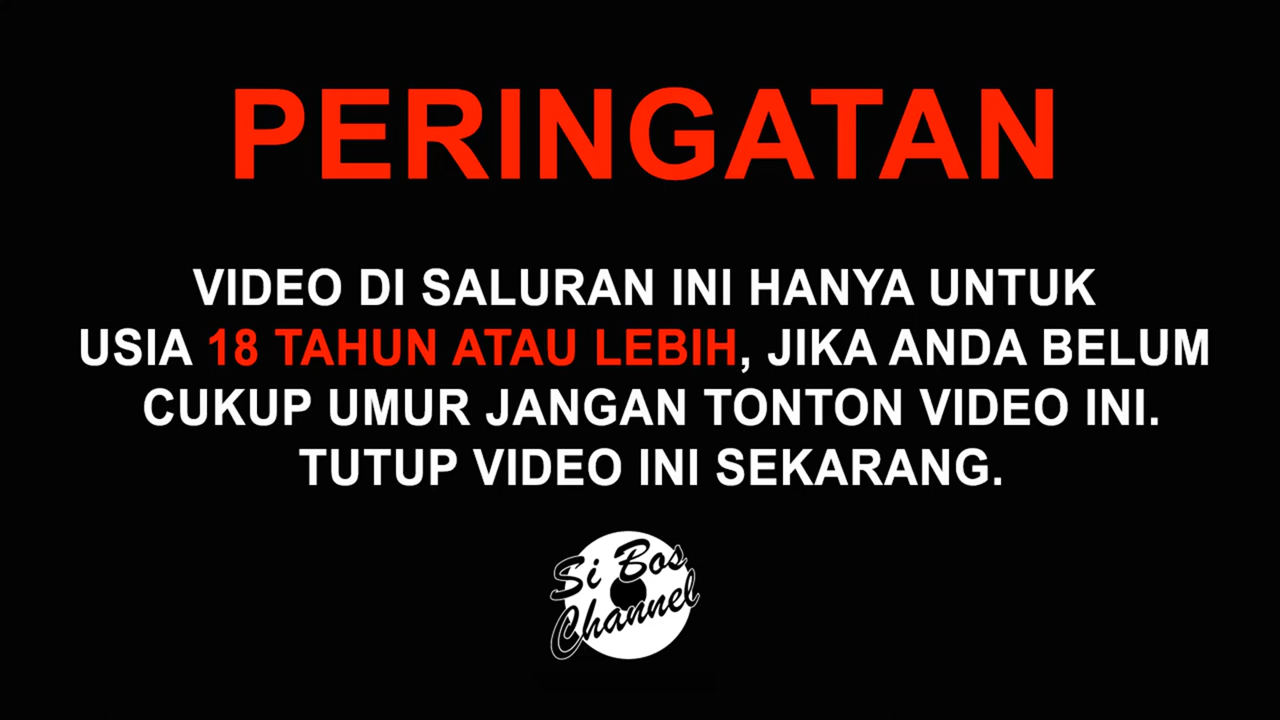 PERINGATAN
VIDEO DI SALURAN INI HANYA UNTUK
USIA 18 TAHUN ATAU LEBIH, JIKA ANDA BELUM
CUKUP UMUR JANGAN TONTON VIDEO INI.
TUTUP VIDEO INI SEKARANG.
Si Bos
Channel